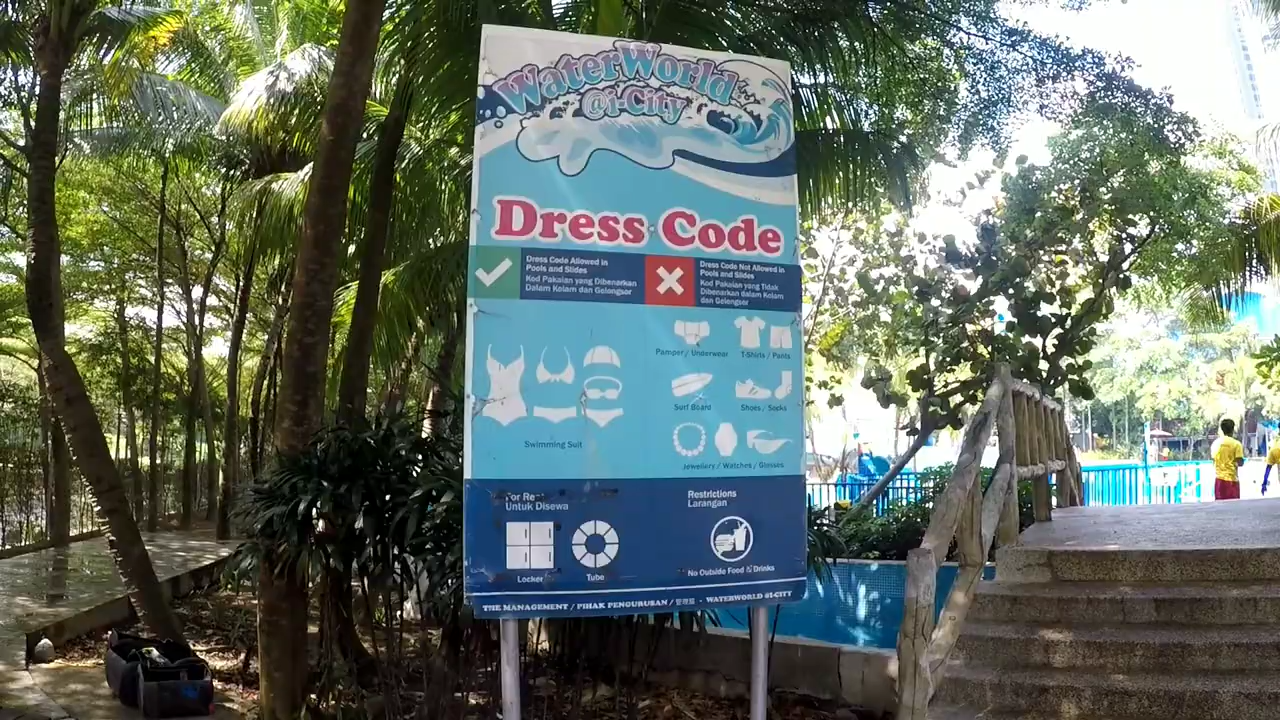 WaterWorld
@i-City
Dress Code
Dress Code Allowed in
Pools and Slides
Kod Pakaian yang Dibenarkan
Dalam Kolam dan Gelongsor
Dress Code Not Allowed in
Pools and Slides
Kod Pakaian yang Tidak
Dibenarkan dalam Kolam
dan Gelongsor
Swimming Suit
Pamper / Underwear
T-Shirts / Pants
Surf Board
Shoes / Socks
Jewellery / Watches / Glasses
For Rent
Untuk Disewa
Locker
Tube
Restrictions
Larangan
No Outside Food & Drinks
THE MANAGEMENT / PIHAK PENGURUSAN / 管理层 - WATERWORLD @I-CITY